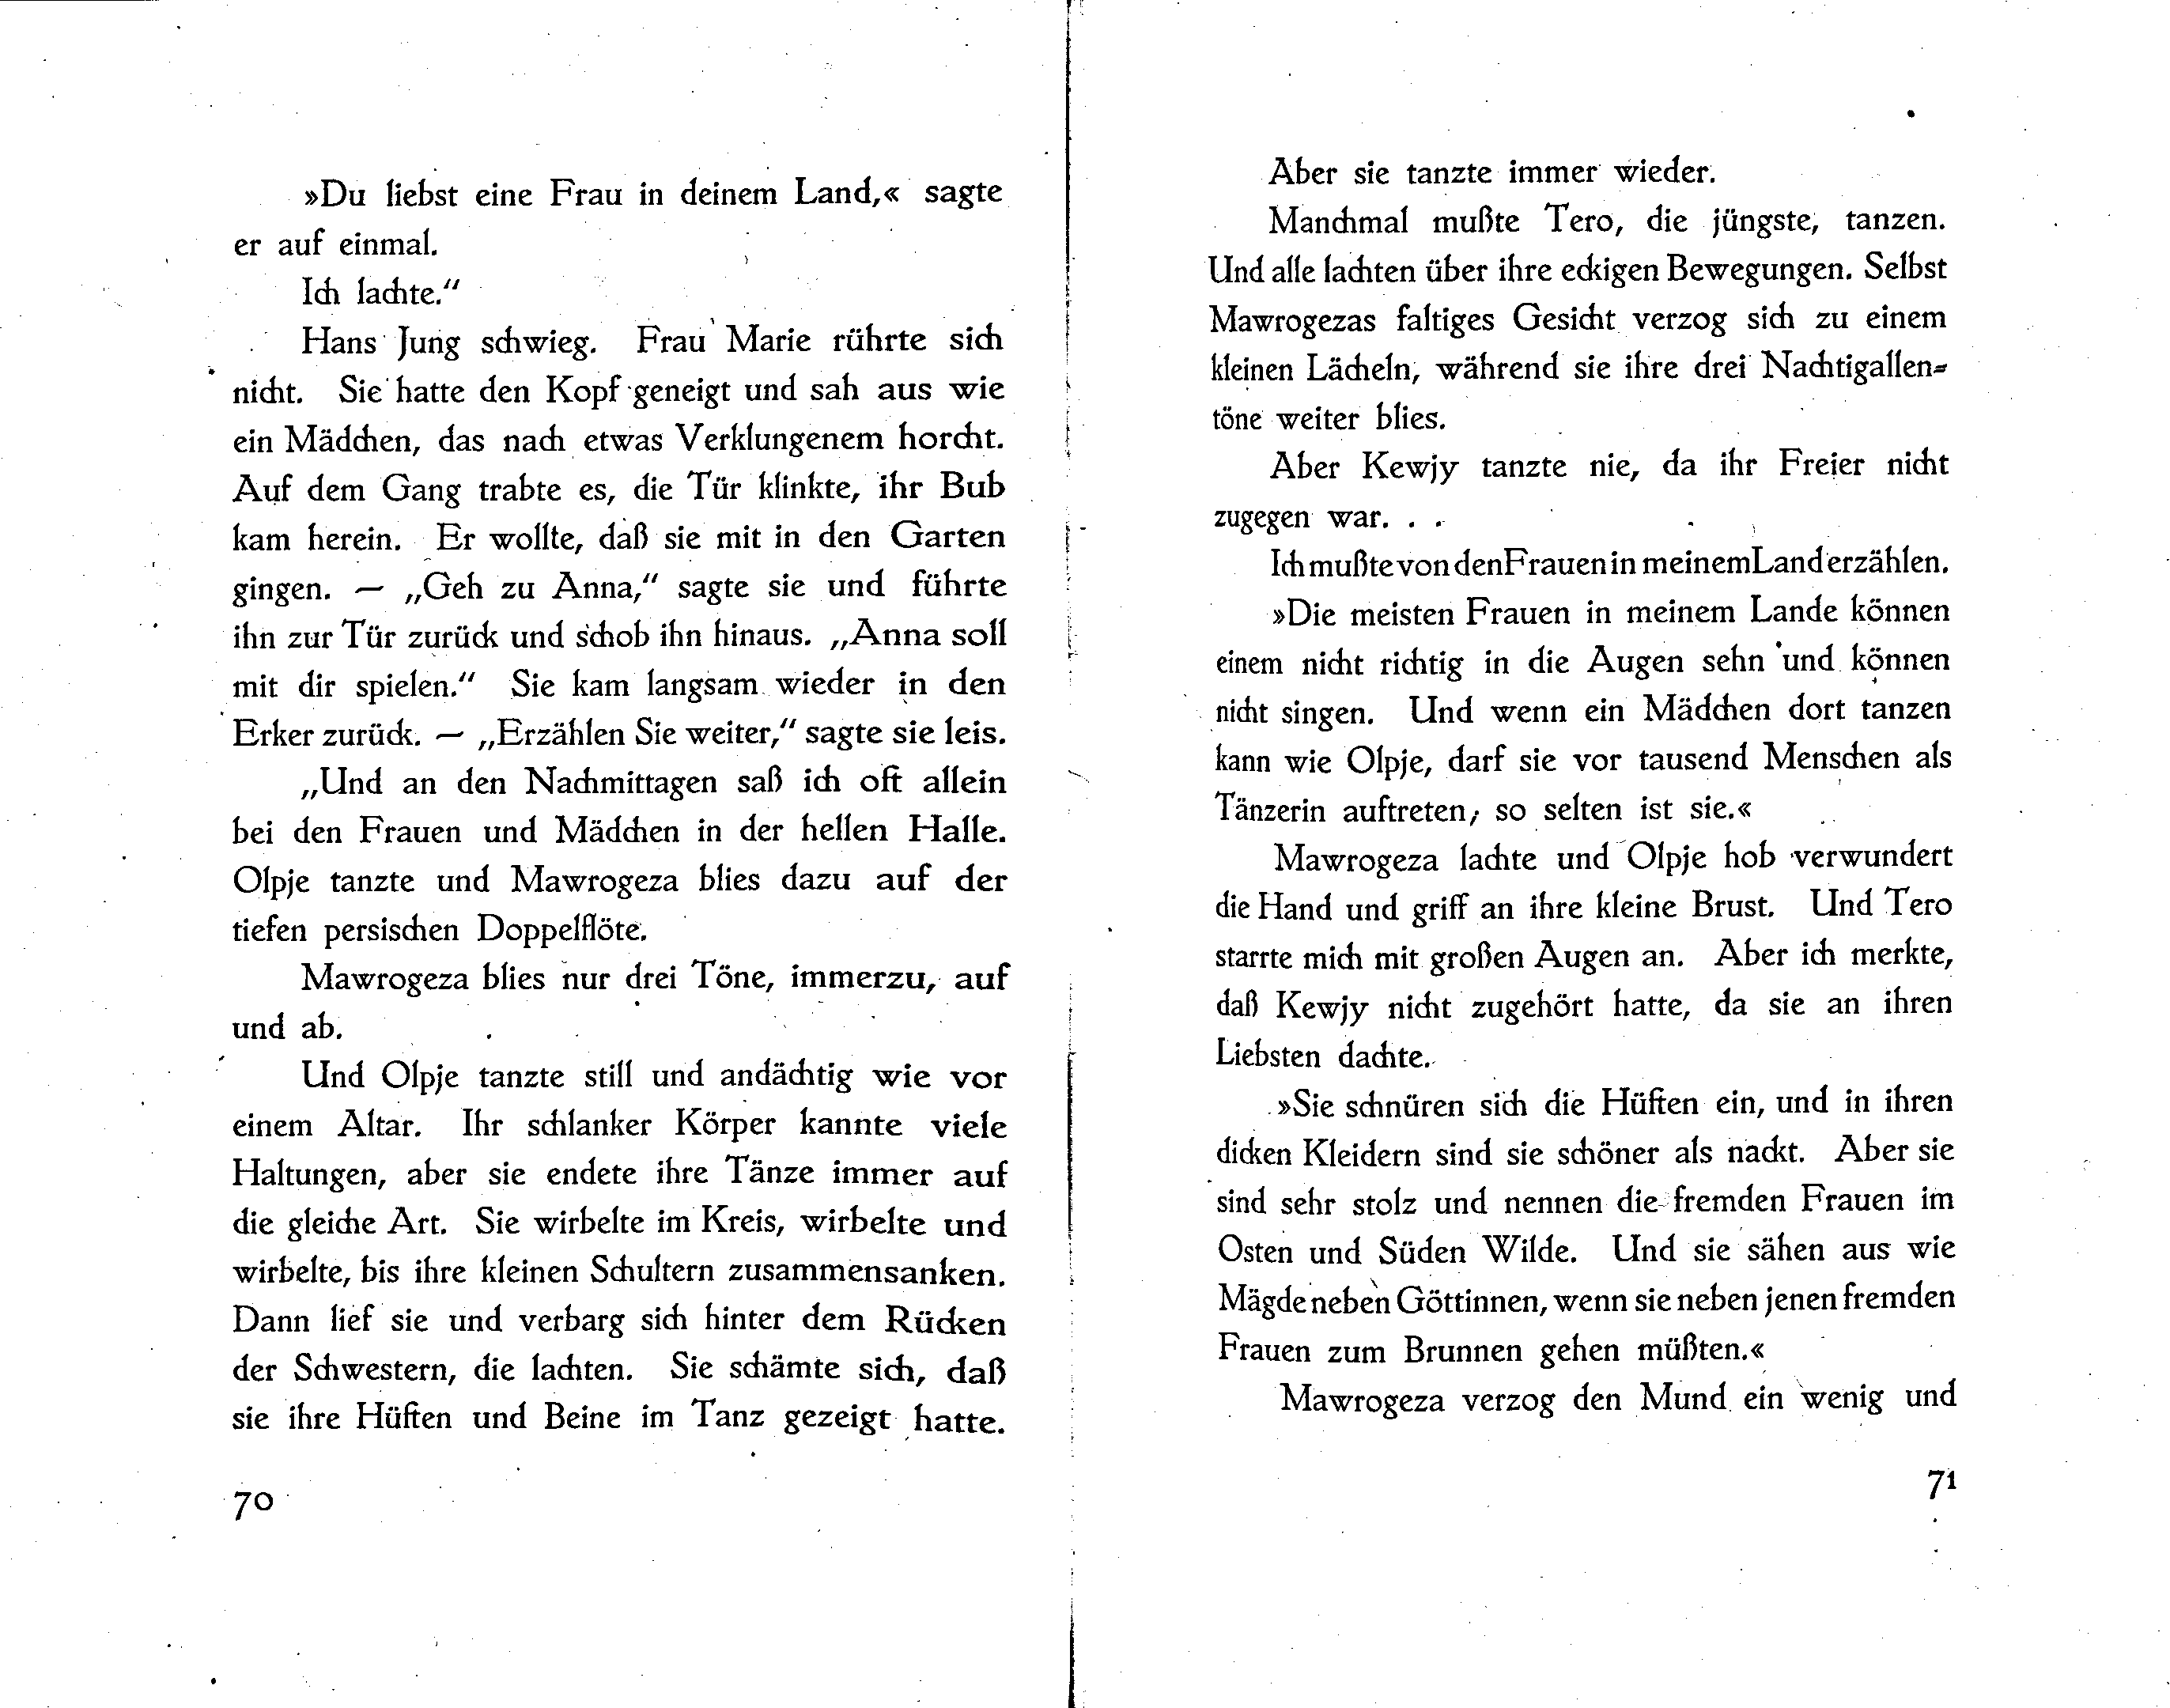 »Du liebst eine Frau in deinem Land,« sagte
er auf einmal.
Ich lachte.“
Hans Jung schwieg. Frau Marie rührte sich
nicht. Sie hatte den Kopf geneigt und sah aus wie
ein Mädchen, das nach etwas Verklungenem horcht.
Auf dem Gang trabte es, die Tür klinkte, ihr Bub
kam herein. Er wollte, daß sie mit in den Garten
gingen. — „Geh zu Anna,“ sagte sie und führte
ihn zur Tür zurück und schob ihn hinaus. „Anna soll
mit dir spielen.“ Sie kam langsam wieder in den
Erker zurück. — „Erzählen Sie weiter,“ sagte sie leis.
„Und an den Nachmittagen saß ich oft allein
bei den Frauen und Mädchen in der hellen Halle.
Olpje tanzte und Mawrogeza blies dazu auf der
tiefen persischen Doppelflöte.
Mawrogeza blies nur drei Töne, immerzu, auf
und ab.
Und Olpje tanzte still und andächtig wie vor
einem Altar. Ihr schlanker Körper kannte viele
Haltungen, aber sie endete ihre Tänze immer auf
die gleiche Art. Sie wirbelte im Kreis, wirbelte und
wirbelte, bis ihre kleinen Schultern zusammensanken.
Dann lief sie und verbarg sich hinter dem Rücken
der Schwestern, die lachten. Sie schämte sich, daß
sie ihre Hüften und Beine im Tanz gezeigt hatte.
70
Aber sie tanzte immer wieder.
Manchmal mußte Tero, die jüngste, tanzen.
Und alle lachten über ihre eckigen Bewegungen. Selbst
Mawrogezas faltiges Gesicht verzog sich zu einem
kleinen Lächeln, während sie ihre drei Nachtigallen-
töne weiter blies.
Aber Kewjy tanzte nie, da ihr Freier nicht
zugegen war. . .
Ich mußte von den Frauen in meinem Land erzählen.
»Die meisten Frauen in meinem Lande können
einem nicht richtig in die Augen sehn und können
nicht singen. Und wenn ein Mädchen dort tanzen
kann wie Olpje, darf sie vor tausend Menschen als
Tänzerin auftreten; so selten ist sie.«
Mawrogeza lachte und Olpje hob verwundert
die Hand und griff an ihre kleine Brust. Und Tero
starrte mich mit großen Augen an. Aber ich merkte,
daß Kewjy nicht zugehört hatte, da sie an ihren
Liebsten dachte.
»Sie schnüren sich die Hüften ein, und in ihren
dicken Kleidern sind sie schöner als nackt. Aber sie
sind sehr stolz und nennen die fremden Frauen im
Osten und Süden Wilde. Und sie sähen aus wie
Mägde neben Göttinnen, wenn sie neben jenen fremden
Frauen zum Brunnen gehen müßten.«
Mawrogeza verzog den Mund ein wenig und
71